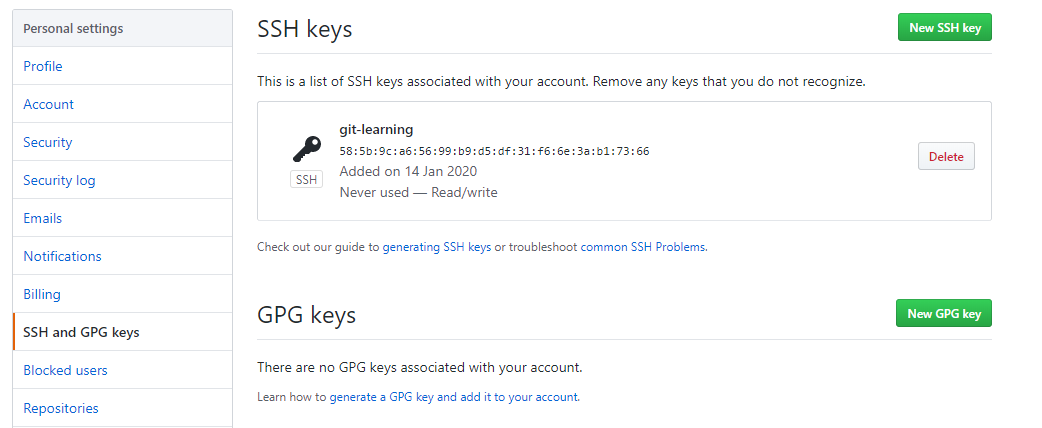 Personal settings
Profile
Account
Security
Security log
Emails
Notifications
Billing
SSH and GPG keys
Blocked users
Repositories
SSH keys
New SSH key
This is a list of SSH keys associated with your account. Remove any keys that you do not recognize.
git-learning
58:5b:9c:a6:56:99:b9:d5:df:31:f6:6e:3a:b1:73:66
SSH
Added on 14 Jan 2020
Never used — Read/write
Delete
Check out our guide to generating SSH keys or troubleshoot common SSH Problems.
GPG keys
New GPG key
There are no GPG keys associated with your account.
Learn how to generate a GPG key and add it to your account.